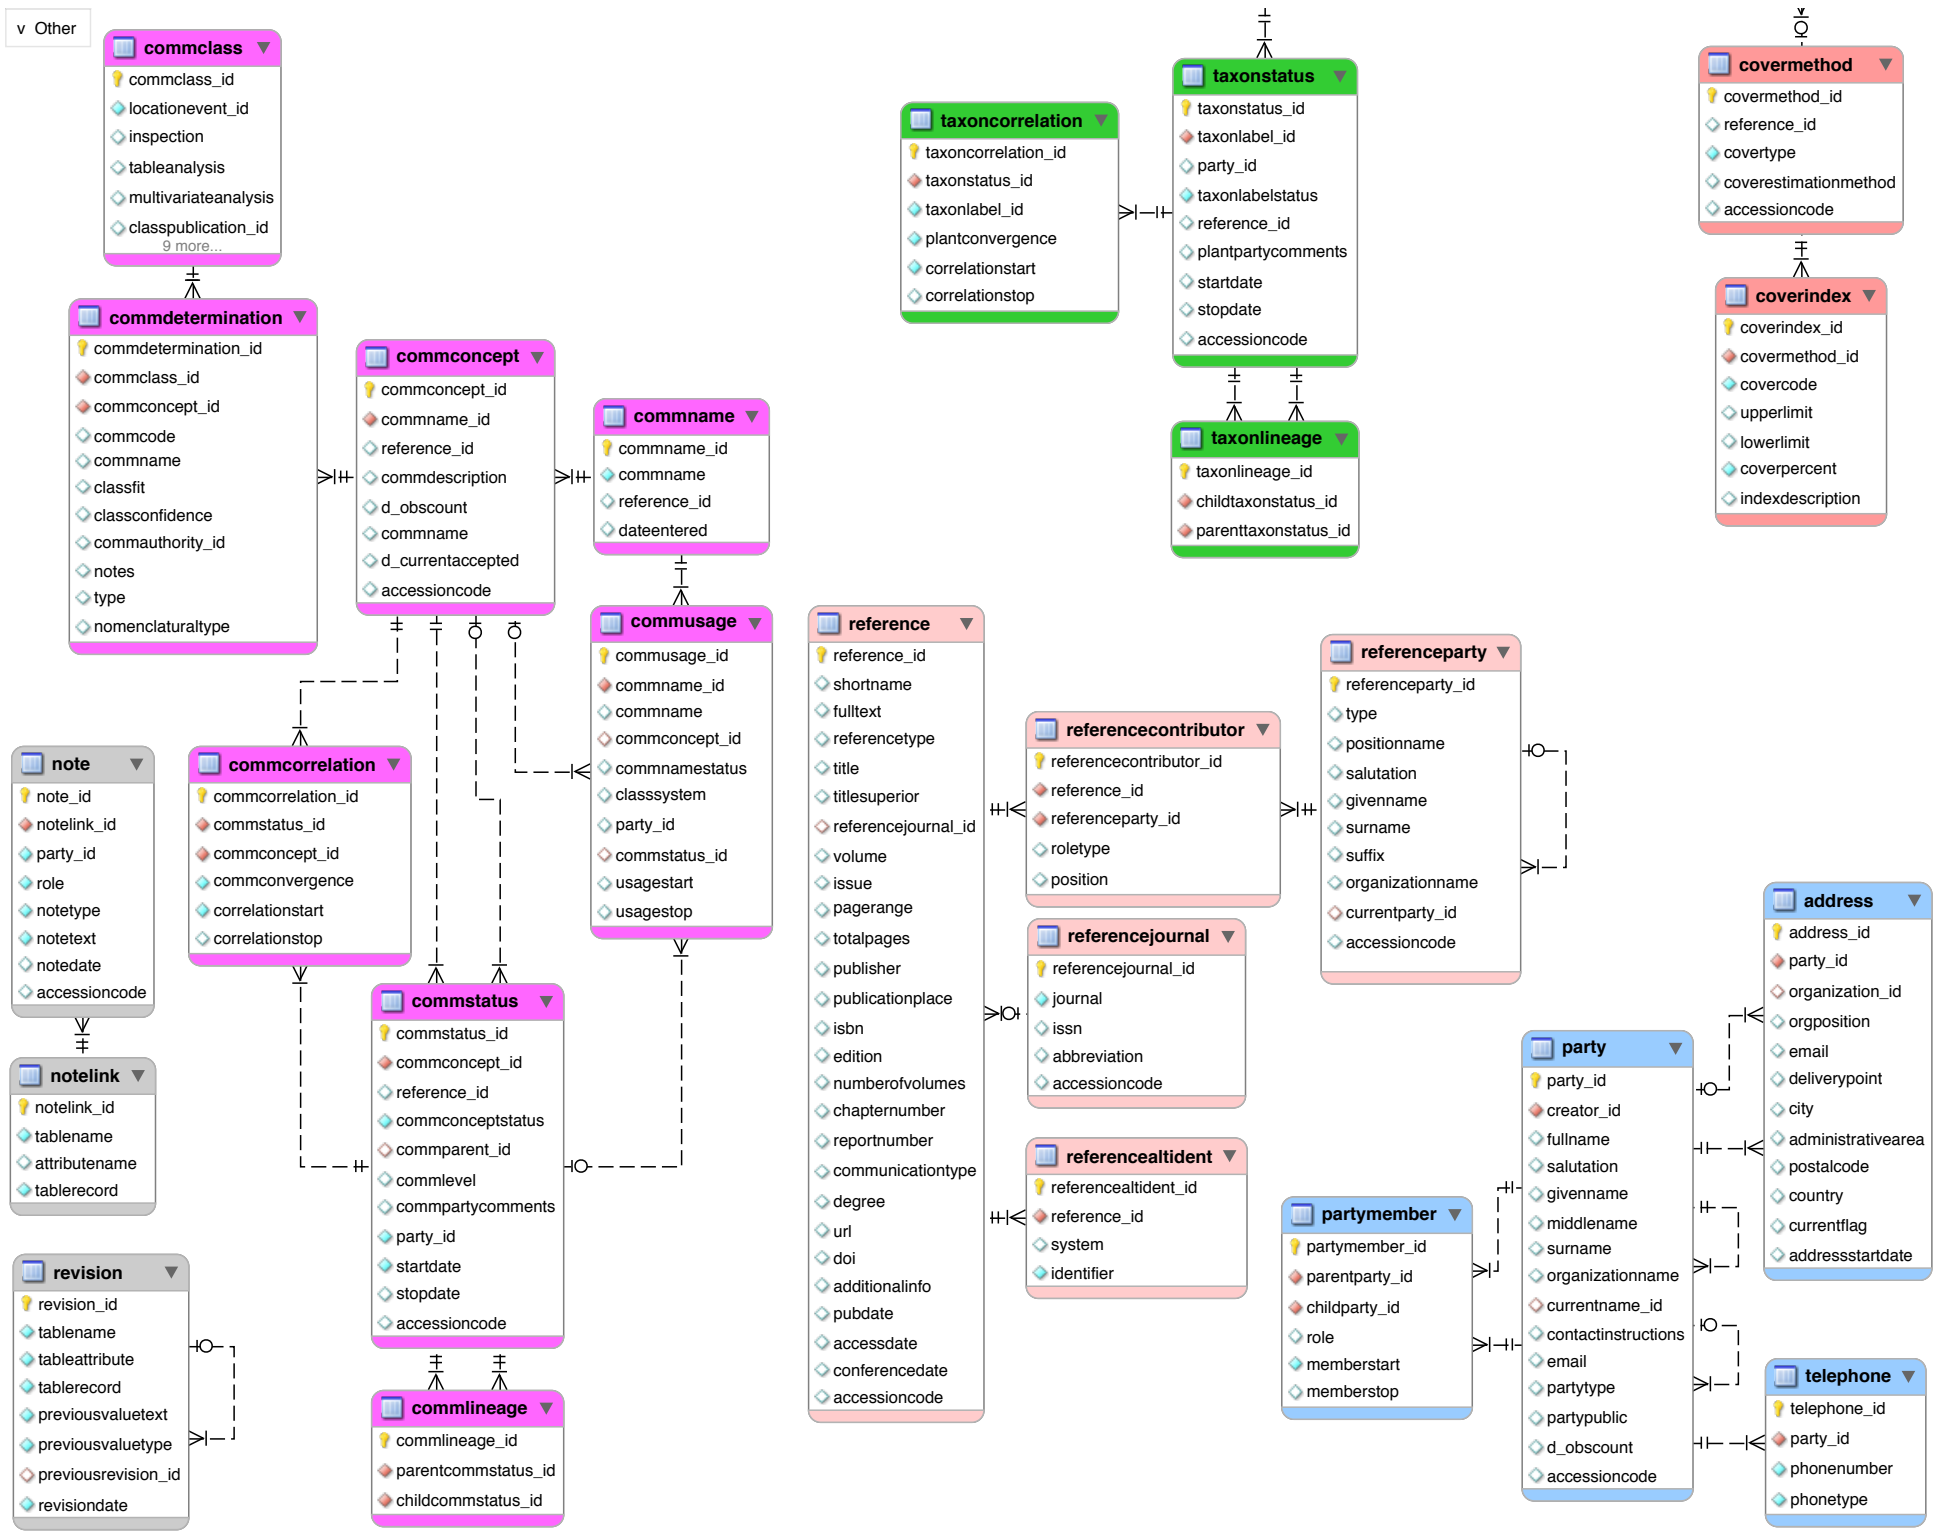 v Other
commclass
commclass_id
locationevent_id
inspection
tableanalysis
multivariateanalysis
classpublication_id
9 more...
commdetermination
commdetermination_id
commclass_id
commconcept_id
commcode
commname
classfit
classconfidence
commauthority_id
notes
type
nomenclaturaltype
commconcept
commconcept_id
commname_id
reference_id
commdescription
d_obscount
commname
d_currentaccepted
accessioncode
commname
commname_id
commname
reference_id
dateentered
commusage
commusage_id
commname_id
commname
commconcept_id
commnamestatus
classsystem
party_id
commstatus_id
usagestart
usagestop
note
note_id
notelink_id
party_id
role
notetype
notetext
notedate
accessioncode
notelink
notelink_id
tablename
attributename
tablerecord
revision
revision_id
tablename
tableattribute
tablerecord
previousvaluetext
previousvaluetype
previousrevision_id
revisiondate
commcorrelation
commcorrelation_id
commstatus_id
commconcept_id
commconvergence
correlationstart
correlationstop
commstatus
commstatus_id
commconcept_id
reference_id
commconceptstatus
commparent_id
commlevel
commpartycomments
party_id
startdate
stopdate
accessioncode
commlineage
commlineage_id
parentcommstatus_id
childcommstatus_id
taxoncorrelation
taxoncorrelation_id
taxonstatus_id
taxonlabel_id
plantconvergence
correlationstart
correlationstop
taxonstatus
taxonstatus_id
taxonlabel_id
party_id
taxonlabelstatus
reference_id
plantpartycomments
startdate
stopdate
accessioncode
taxonlineage
taxonlineage_id
childtaxonstatus_id
parenttaxonstatus_id
covermethod
covermethod_id
reference_id
covertype
coverestimationmethod
accessioncode
coverindex
coverindex_id
covermethod_id
covercode
upperlimit
lowerlimit
coverpercent
indexdescription
reference
reference_id
shortname
fulltext
referencetype
title
titlesuperior
referencejournal_id
volume
issue
pagerange
totalpages
publisher
publicationplace
isbn
edition
numberofvolumes
chapternumber
reportnumber
communicationtype
degree
url
doi
additionalinfo
pubdate
accessdate
conferencedate
accessioncode
referencecontributor
referencecontributor_id
reference_id
referenceparty_id
roletype
position
referencejournal
referencejournal_id
journal
issn
abbreviation
accessioncode
referencealtident
referencealtident_id
reference_id
system
identifier
referenceparty
referenceparty_id
type
positionname
salutation
givenname
surname
suffix
organizationname
currentparty_id
accessioncode
partymember
partymember_id
parentparty_id
childparty_id
role
memberstart
memberstop
party
party_id
creator_id
fullname
salutation
givenname
middlename
surname
organizationname
currentname_id
contactinstructions
email
partytype
partypublic
d_obscount
accessioncode
address
address_id
party_id
organization_id
orgposition
email
deliverypoint
city
administrativearea
postalcode
country
currentflag
addressstartdate
telephone
telephone_id
party_id
phonenumber
phonetype